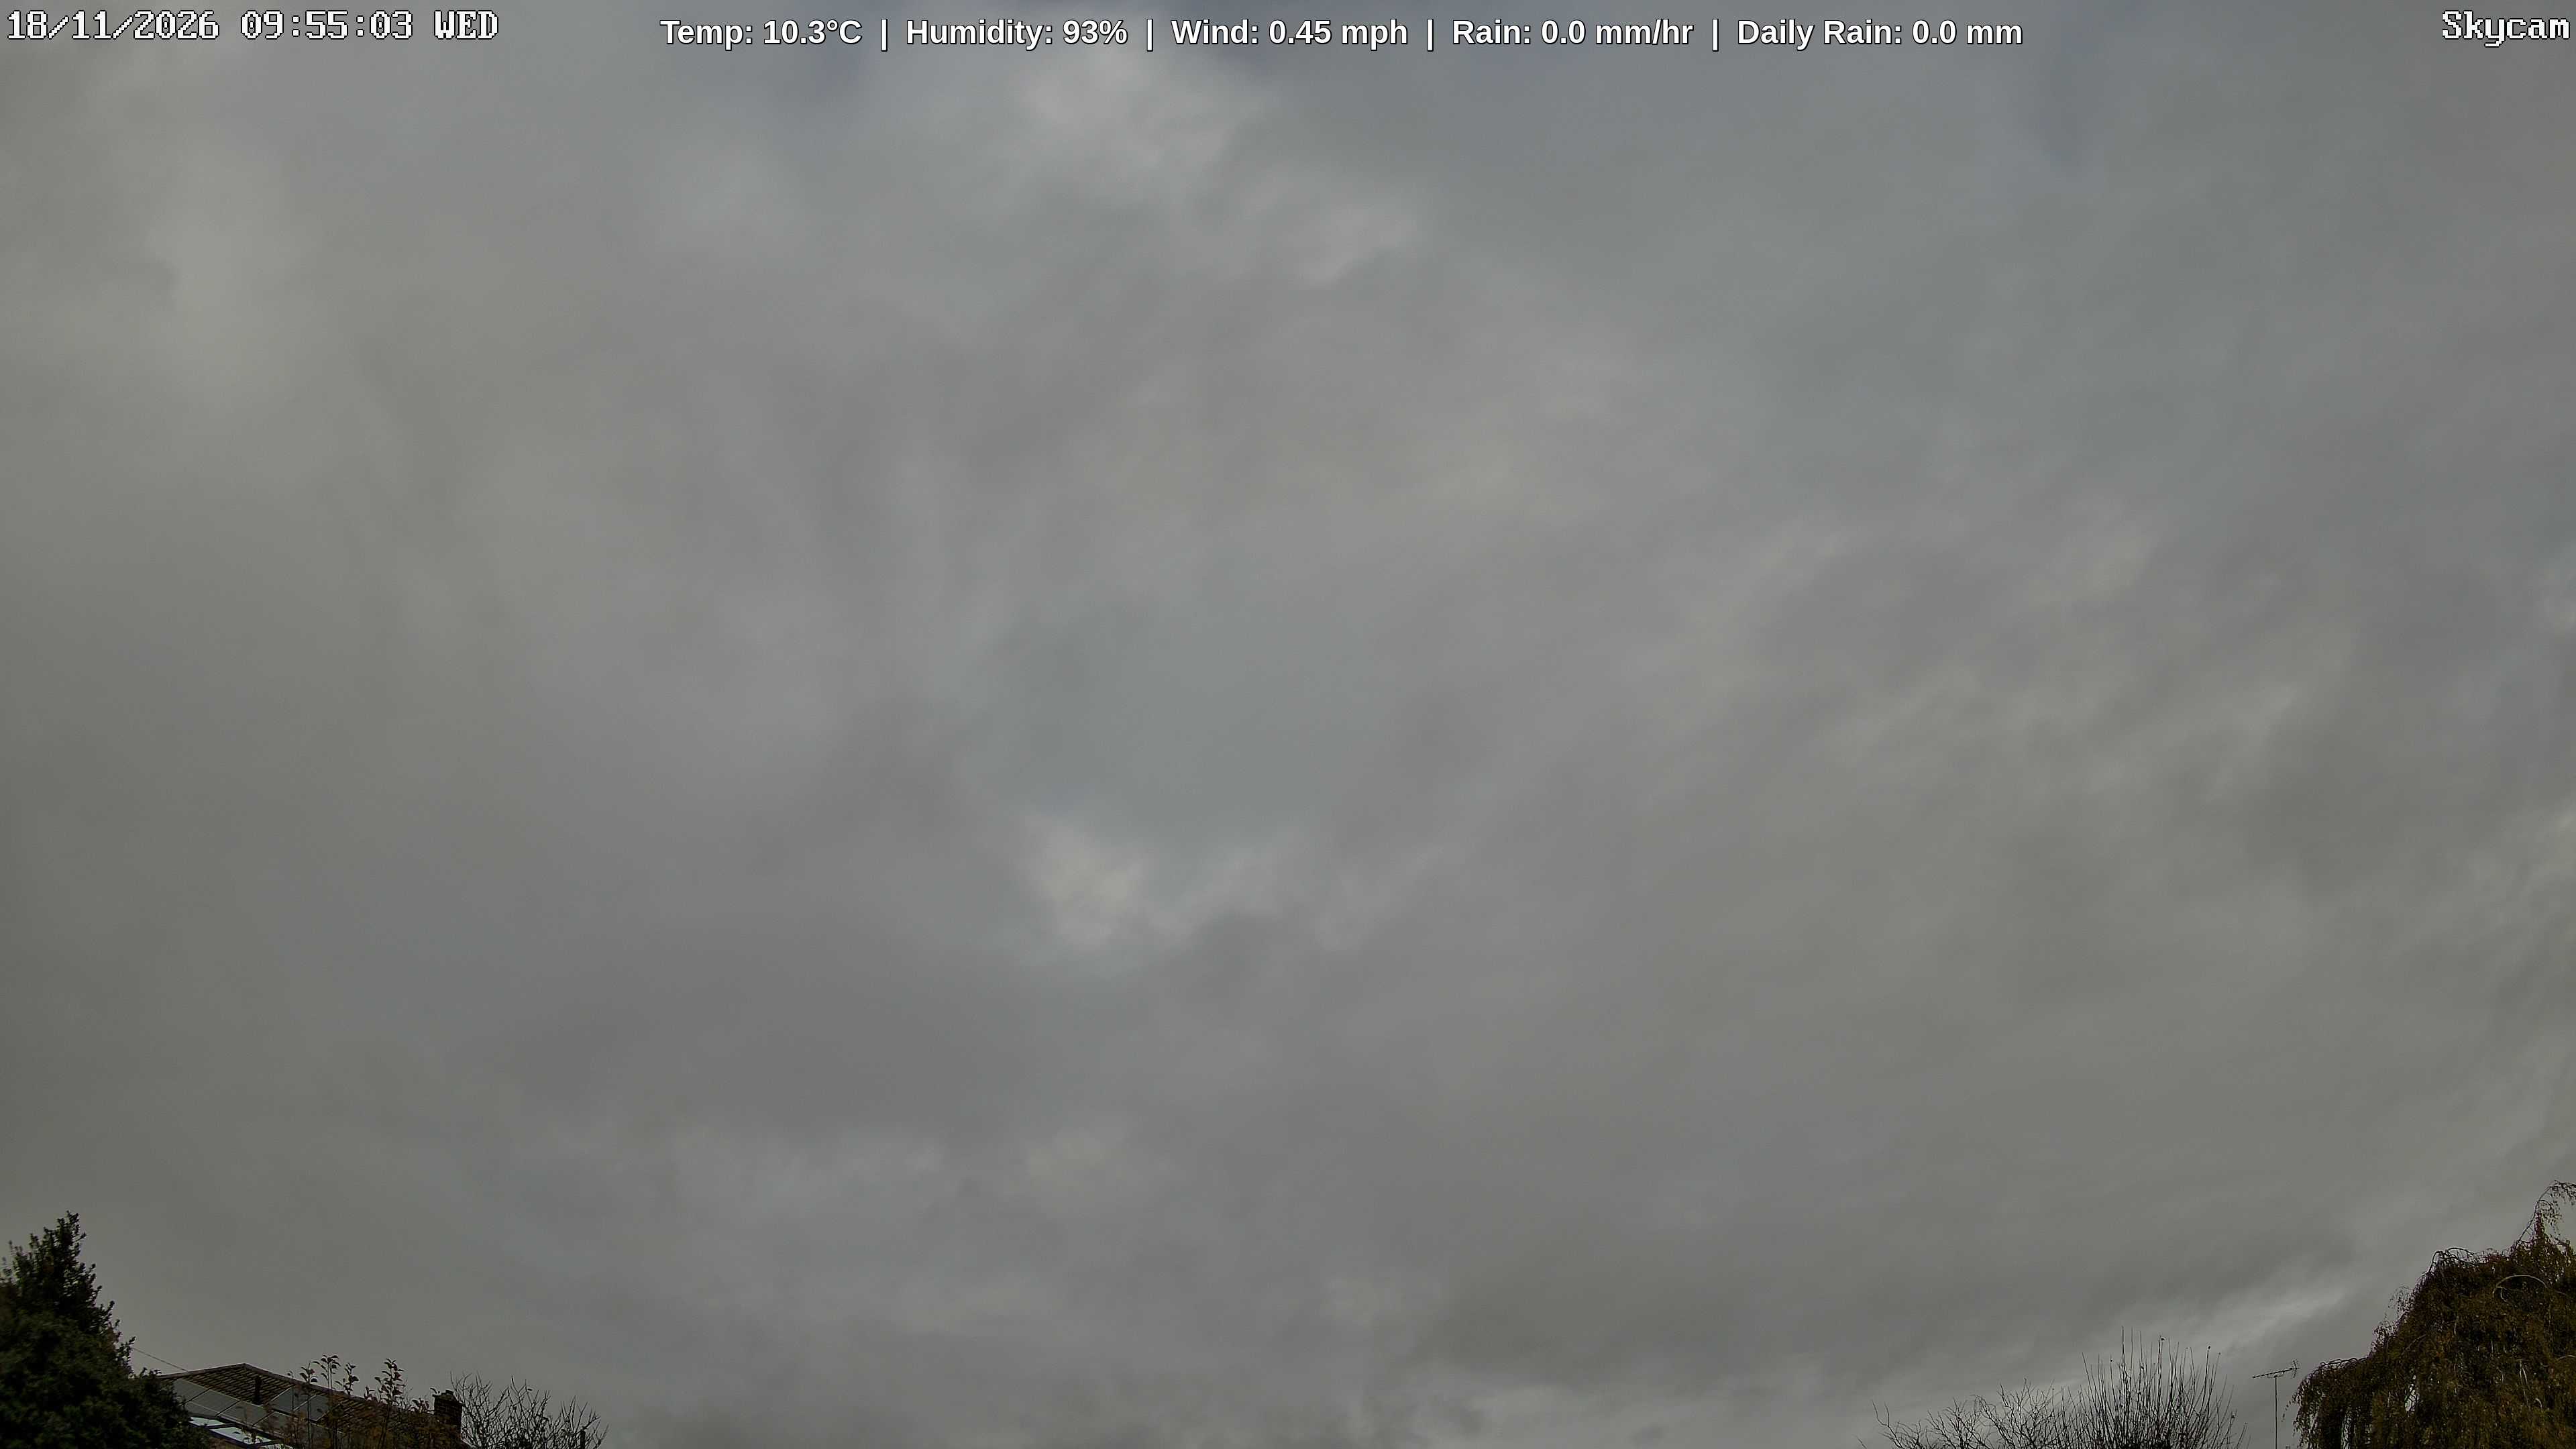 18/11/2026 09:55:03 WED
Temp: 10.3°C | Humidity: 93% | Wind: 0.45 mph | Rain: 0.0 mm/hr | Daily Rain: 0.0 mm
Skycam